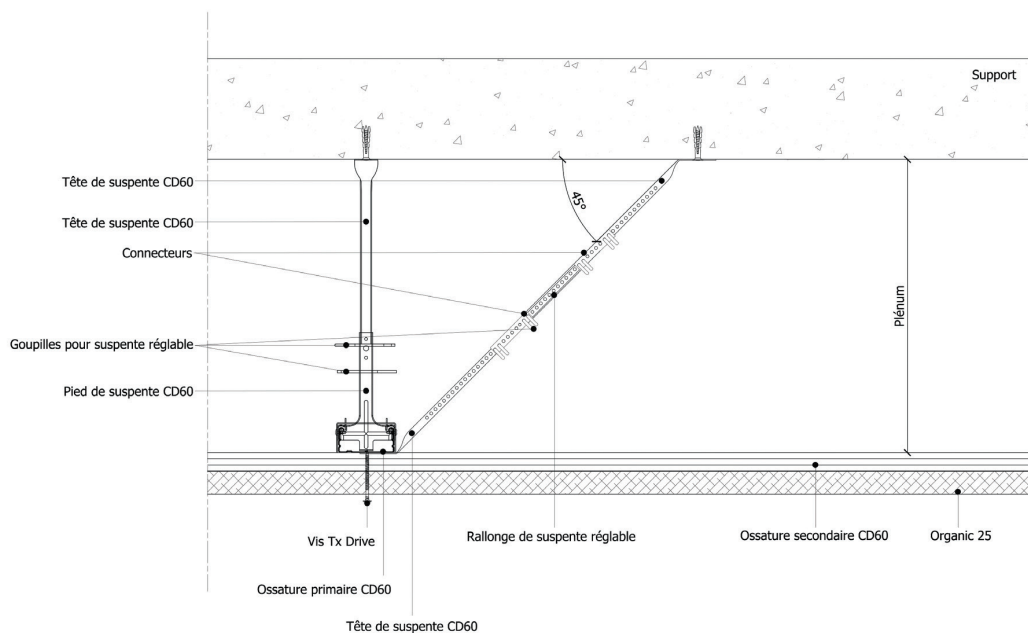 Support
Tête de suspente CD60
Tête de suspente CD60
45°
Connecteurs
Plénum
Goupilles pour suspente réglable
Pied de suspente CD60
Vis Tx Drive
Rallonge de suspente réglable
Ossature secondaire CD60
Organic 25
Ossature primaire CD60
Tête de suspente CD60